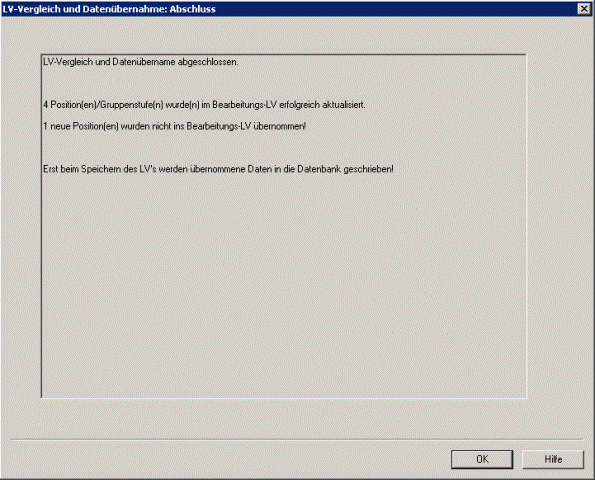 LV-Vergleich und Datenübernahme: Abschluss
LV-Vergleich und Datenübername abgeschlossen.
4 Position(en)/Gruppenstufe(n) wurde(n) im Bearbeitungs-LV erfolgreich aktualisiert.
1 neue Position(en) wurden nicht ins Bearbeitungs-LV übernommen!
Erst beim Speichern des LV's werden übernommene Daten in die Datenbank geschrieben!
OK
Hilfe